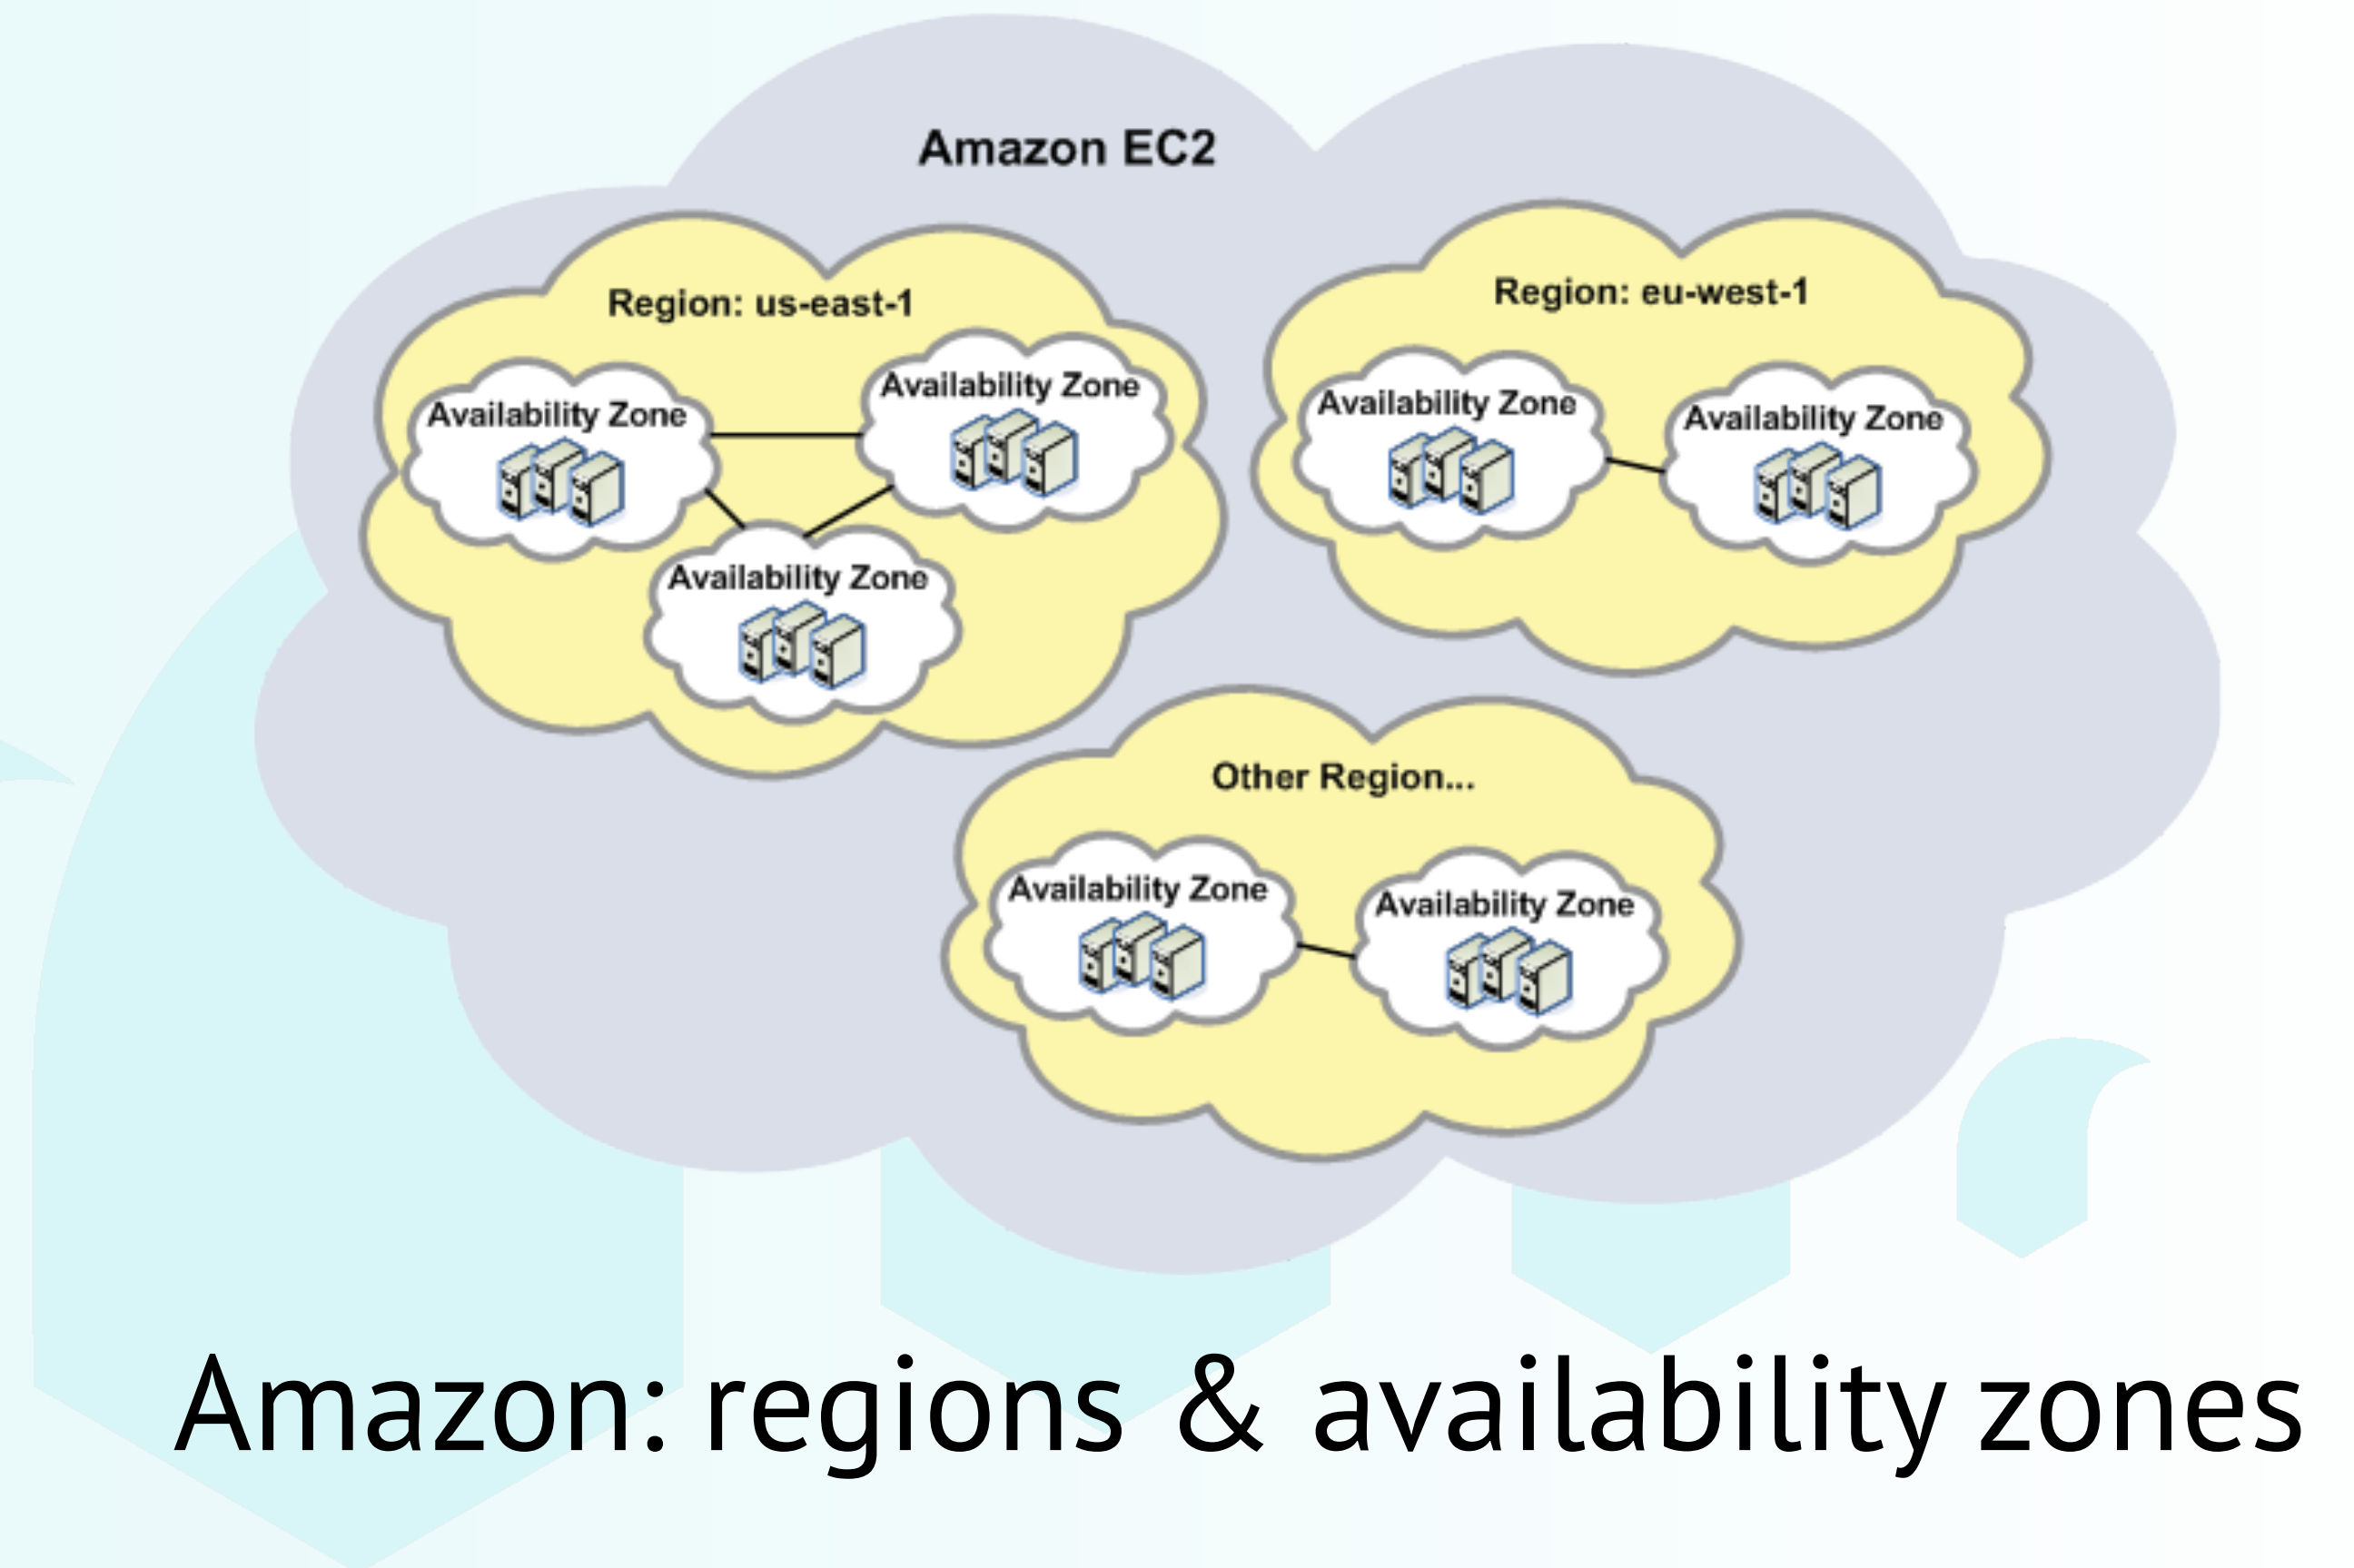 Amazon EC2
Region: us-east-1
Availability Zone
Availability Zone
Availability Zone
Region: eu-west-1
Availability Zone
Availability Zone
Other Region...
Availability Zone
Availability Zone
Amazon: regions & availability zones